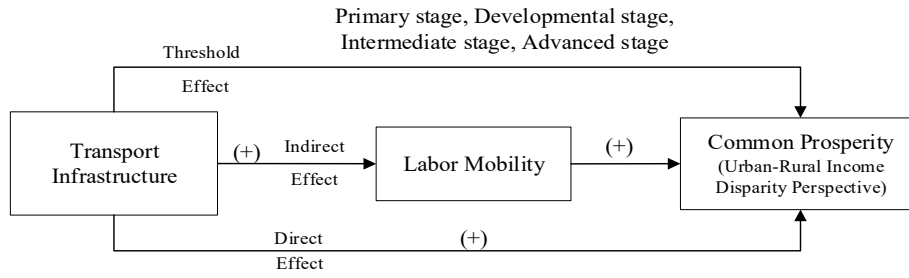 Primary stage, Developmental stage,
Intermediate stage, Advanced stage
Threshold
Effect
Transport
Infrastructure
(+)
Indirect
Effect
Labor Mobility
(+)
Common Prosperity
(Urban-Rural Income
Disparity Perspective)
Direct
(+)
Effect